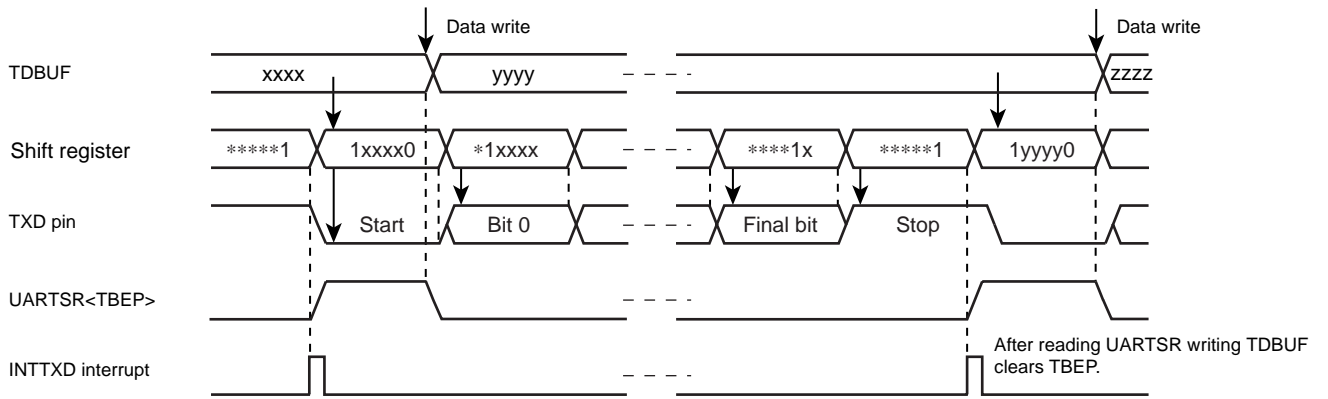 Data write
Data write
TDBUF
xxxx
yyyy
zzzz
Shift register
*****1
1xxxx0
*1xxxx
****1x
*****1
1yyyy0
TXD pin
Start
Bit 0
Final bit
Stop
UARTSR<TBEP>
INTTXD interrupt
After reading UARTSR writing TDBUF
clears TBEP.